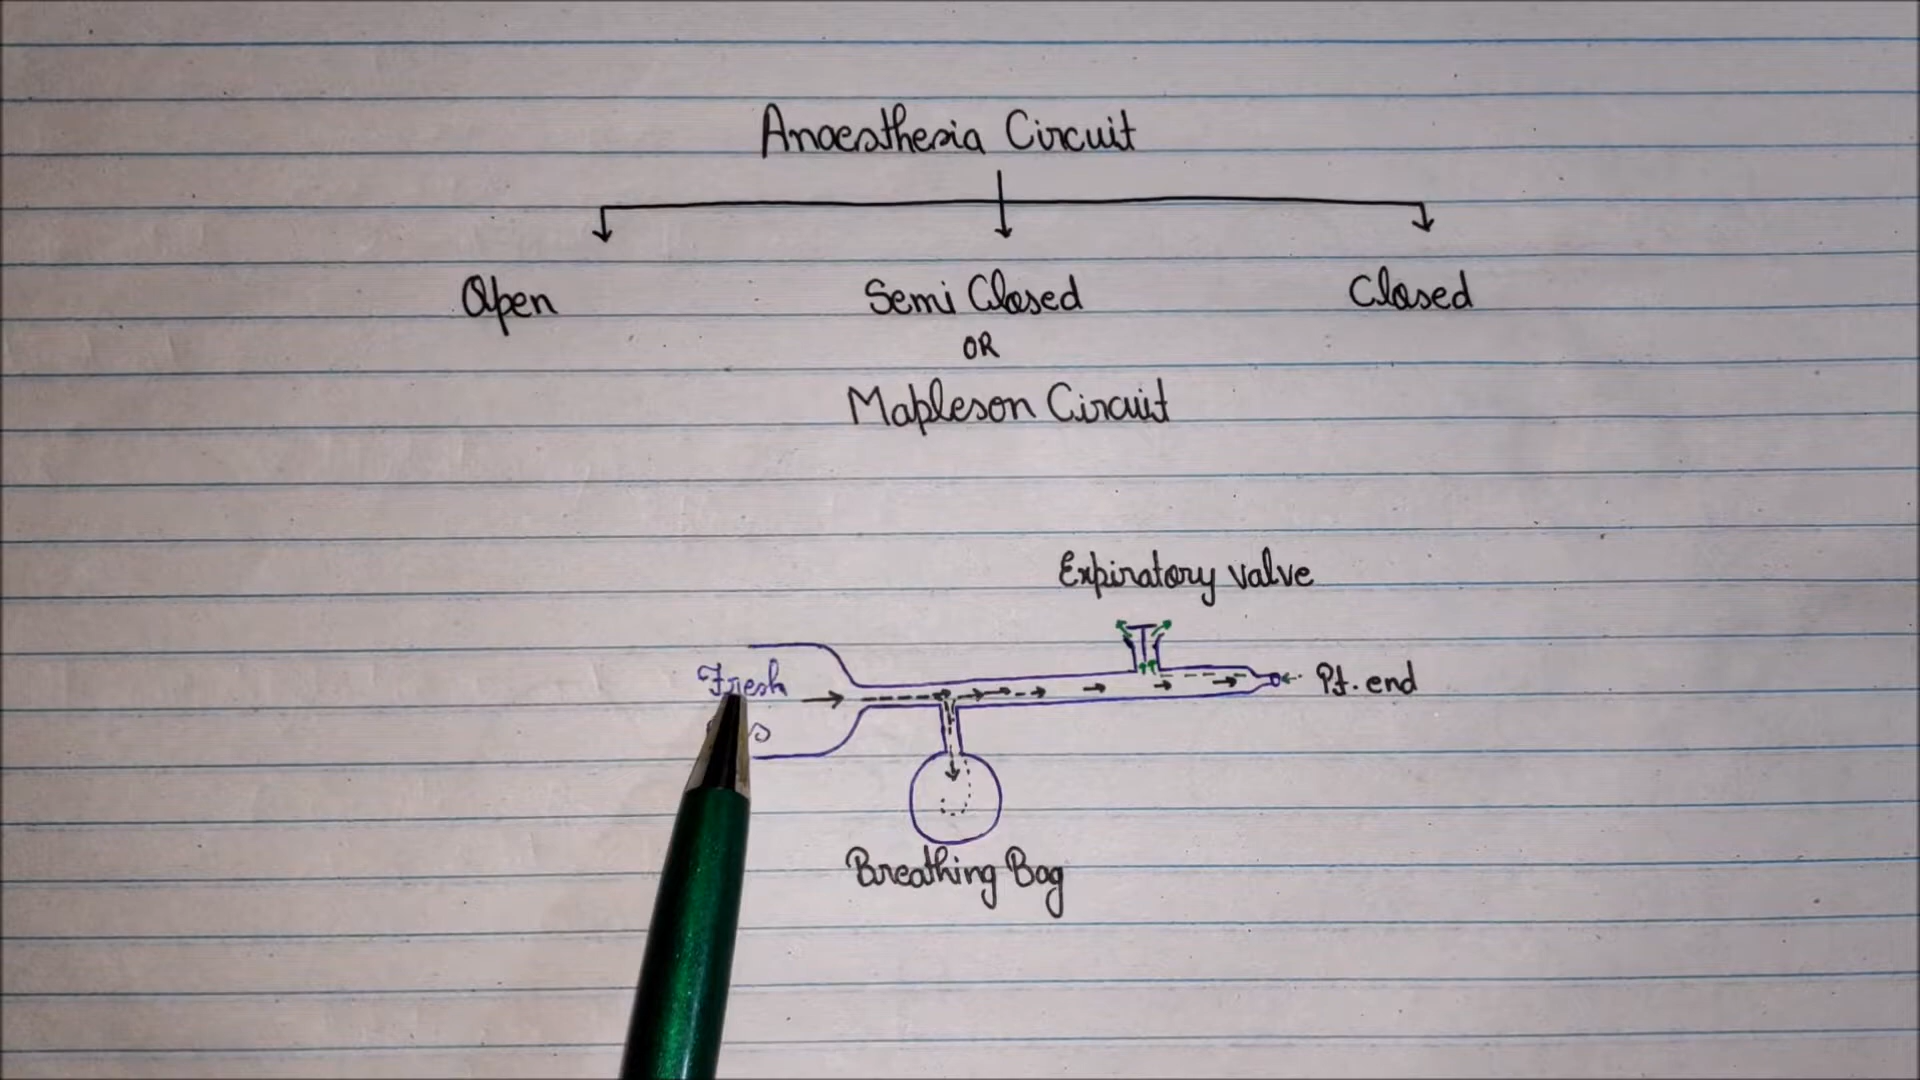 Anaesthesia Circuit
Open
Semi Closed
Closed
OR
Mapleson Circuit
Expiratory valve
Fresh
Pt. end
Breathing Bag